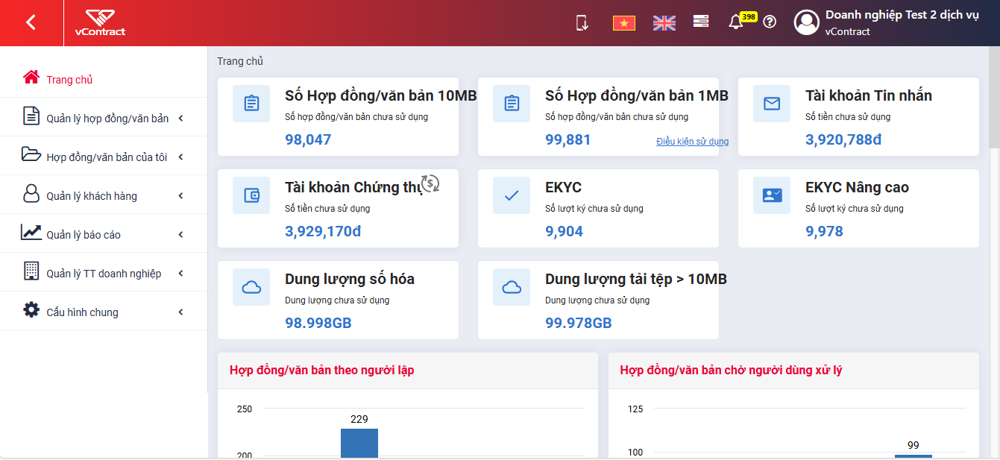 vContract
398
Doanh nghiệp Test 2 dịch vụ
vContract
Trang chủ
Quản lý hợp đồng/văn bản
Hợp đồng/văn bản của tôi
Quản lý khách hàng
Quản lý báo cáo
Quản lý TT doanh nghiệp
Cấu hình chung
Trang chủ
Số Hợp đồng/văn bản 10MB
Số hợp đồng/văn bản chưa sử dụng
98,047
Số Hợp đồng/văn bản 1MB
Số hợp đồng/văn bản chưa sử dụng
99,881
Điều kiện sử dụng
Tài khoản Tin nhắn
Số tiền chưa sử dụng
3,920,788đ
Tài khoản Chứng thực
Số tiền chưa sử dụng
3,929,170đ
EKYC
Số lượt ký chưa sử dụng
9,904
EKYC Nâng cao
Số lượt ký chưa sử dụng
9,978
Dung lượng số hóa
Dung lượng chưa sử dụng
98.998GB
Dung lượng tải tệp > 10MB
Dung lượng chưa sử dụng
99.978GB
Hợp đồng/văn bản theo người lập
250
229
200
Hợp đồng/văn bản chờ người dùng xử lý
125
99
100